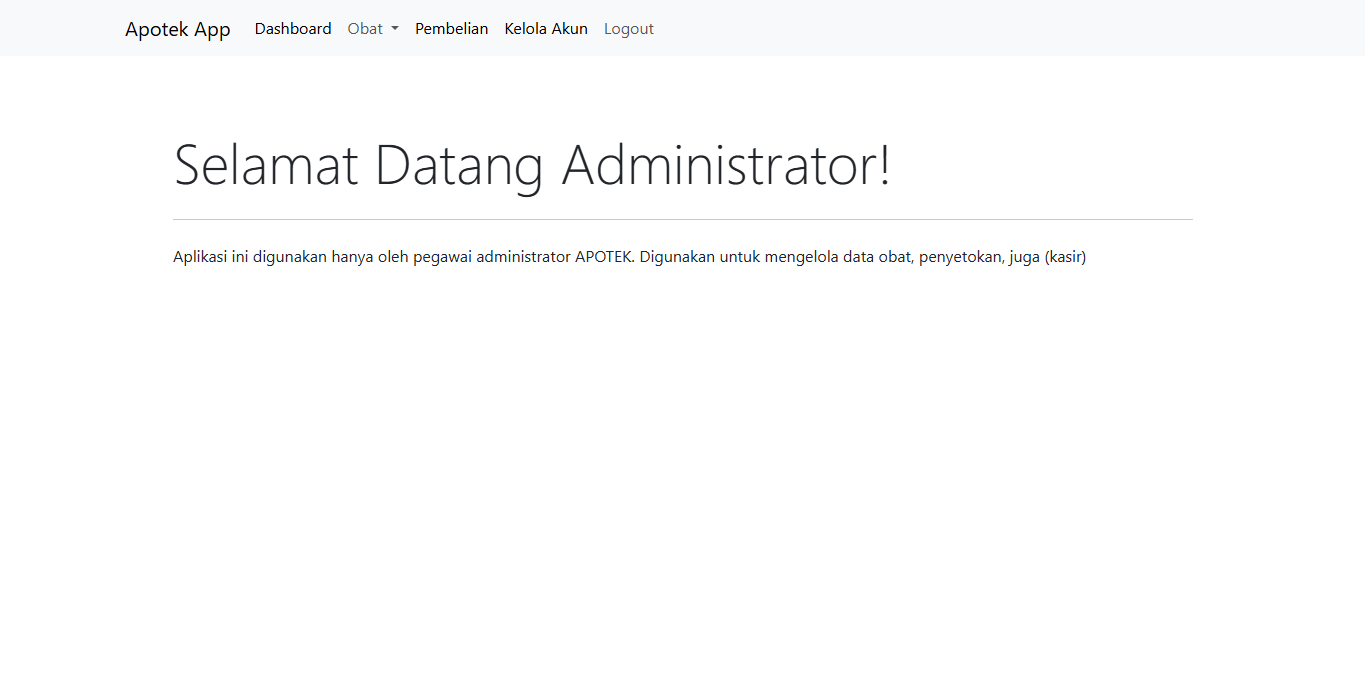 Apotek App Dashboard Obat Pembelian Kelola Akun Logout
Selamat Datang Administrator!
Aplikasi ini digunakan hanya oleh pegawai administrator APOTEK. Digunakan untuk mengelola data obat, penyetokan, juga (kasir)